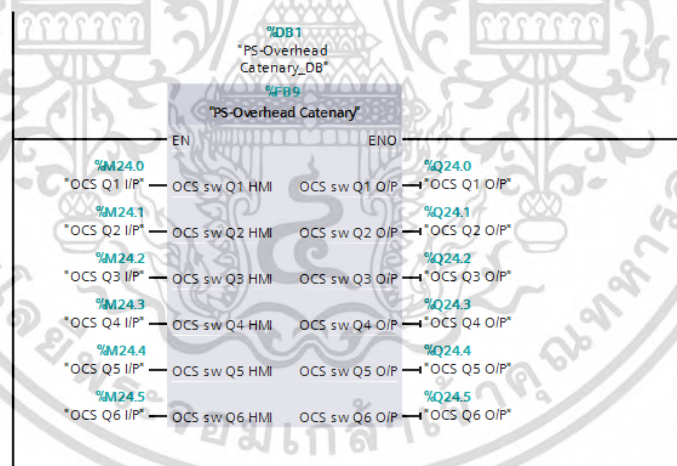 %DB1
"PS-Overhead
Catenary_DB"
%FB9
"PS-Overhead Catenary"
EN ENO
%M24.0 %Q24.0
"OCS Q1 I/P" OCS sw Q1 HMI OCS sw Q1 O/P "OCS Q1 O/P"
%M24.1 %Q24.1
"OCS Q2 I/P" OCS sw Q2 HMI OCS sw Q2 O/P "OCS Q2 O/P"
%M24.2 %Q24.2
"OCS Q3 I/P" OCS sw Q3 HMI OCS sw Q3 O/P "OCS Q3 O/P"
%M24.3 %Q24.3
"OCS Q4 I/P" OCS sw Q4 HMI OCS sw Q4 O/P "OCS Q4 O/P"
%M24.4 %Q24.4
"OCS Q5 I/P" OCS sw Q5 HMI OCS sw Q5 O/P "OCS Q5 O/P"
%M24.5 %Q24.5
"OCS Q6 I/P" OCS sw Q6 HMI OCS sw Q6 O/P "OCS Q6 O/P"